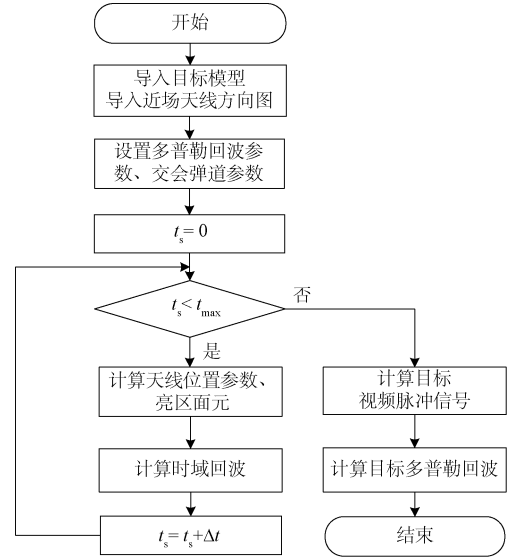 开始
导入目标模型
导入近场天线方向图
设置多普勒回波参
数、交会弹道参数
tₛ= 0
tₛ< tₘₐₓ
否
是
计算天线位置参数、
亮区面元
计算时域回波
tₛ= tₛ+Δt
计算目标
视频脉冲信号
计算目标多普勒回波
结束